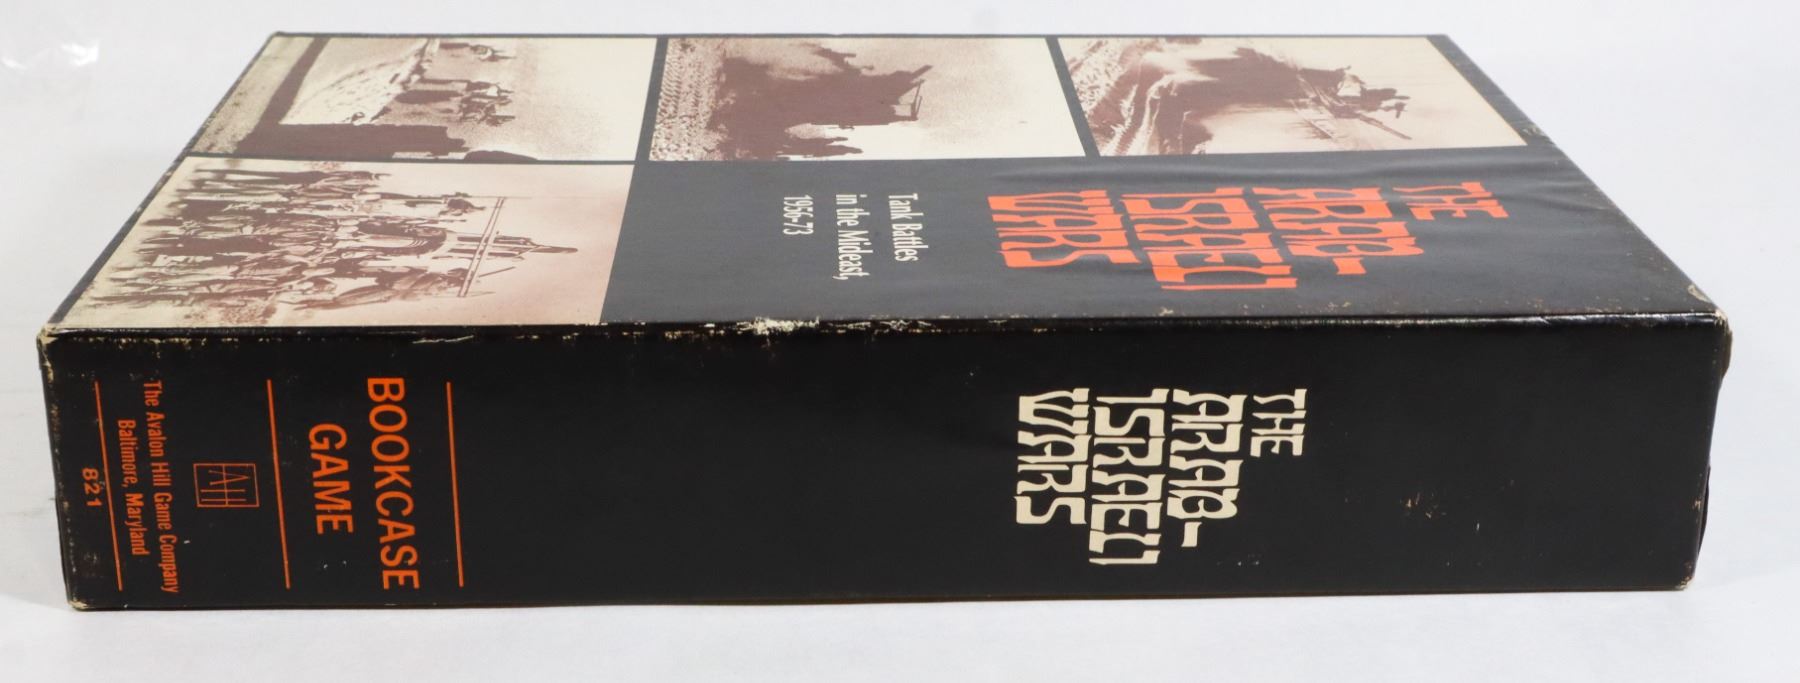 THE
ARAB-
ISRAELI
WARS
Tank Battles
in the Mideast,
1956-73
THE
ARAB-
ISRAELI
WARS
BOOKCASE
GAME
AH
The Avalon Hill Game Company
Baltimore, Maryland
821